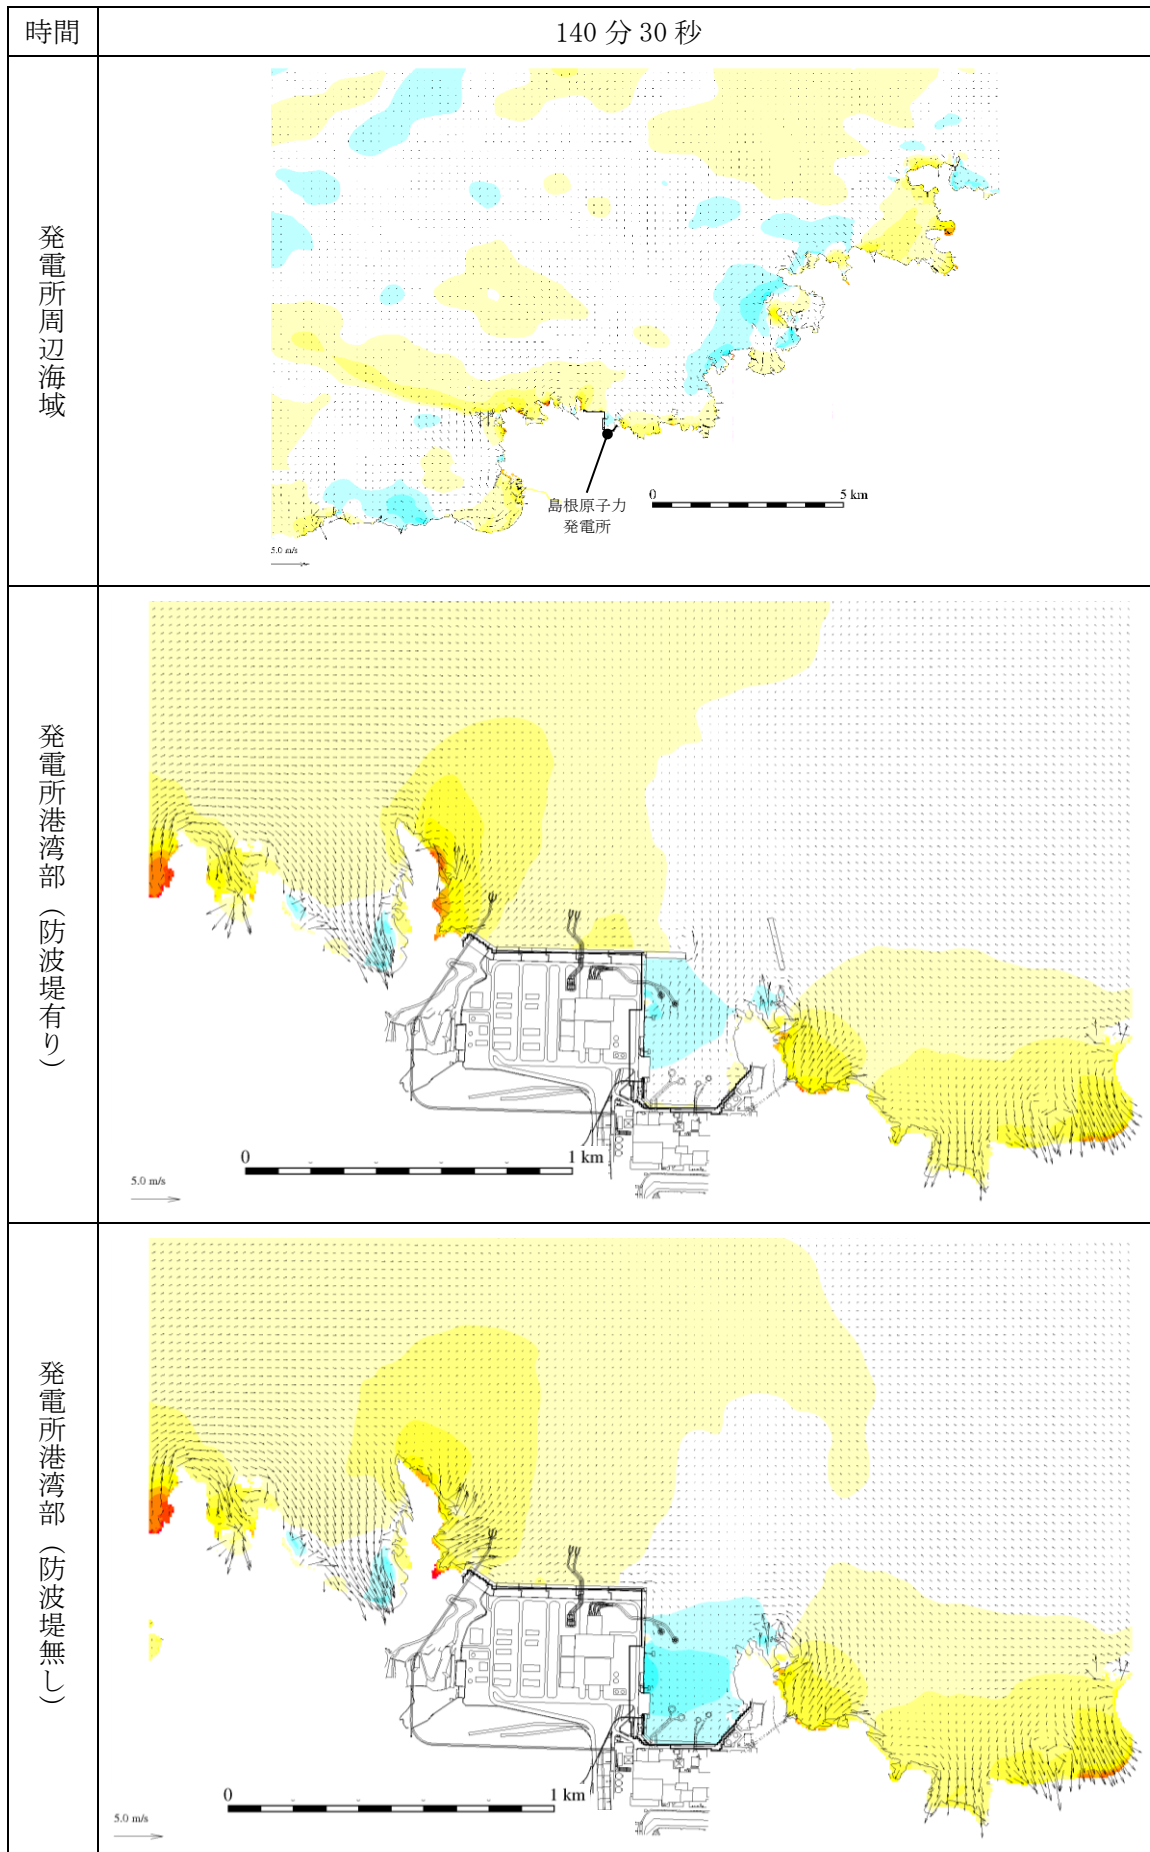 時間
140 分 30 秒
発電所周辺海域
島根原子力
発電所
0
5 km
5.0 m/s
発電所港湾部（防波堤有り）
0
1 km
5.0 m/s
発電所港湾部（防波堤無し）
0
1 km
5.0 m/s